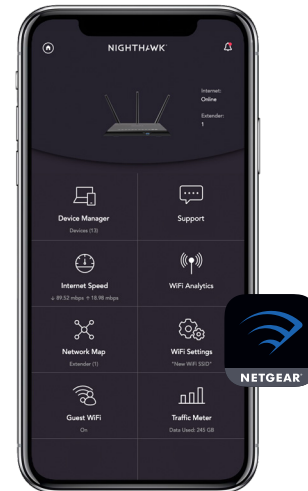 NIGHTHAWK
Internet:
Online
Extender:
1
Device Manager
Devices (13)
Support
Internet Speed
↓ 89.52 mbps ↑ 18.98 mbps
WiFi Analytics
Network Map
Extender (1)
WiFi Settings
"New WiFi SSID"
Guest WiFi
On
Traffic Meter
Data Used: 245 GB
NETGEAR